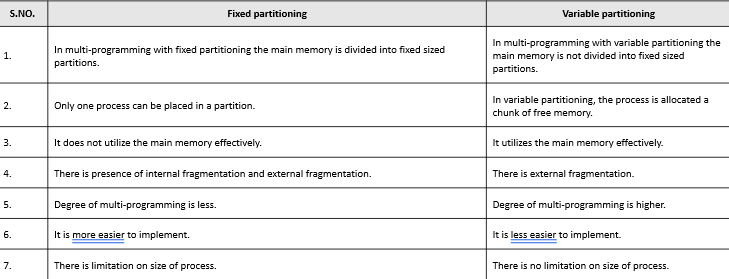 S.NO. Fixed partitioning Variable partitioning
1. In multi-programming with fixed partitioning the main memory is divided into fixed sized
partitions.
In multi-programming with variable partitioning the
main memory is not divided into fixed sized
partitions.
2. Only one process can be placed in a partition.
In variable partitioning, the process is allocated a
chunk of free memory.
3. It does not utilize the main memory effectively. It utilizes the main memory effectively.
4. There is presence of internal fragmentation and external fragmentation. There is external fragmentation.
5. Degree of multi-programming is less. Degree of multi-programming is higher.
6. It is more easier to implement. It is less easier to implement.
7. There is limitation on size of process. There is no limitation on size of process.